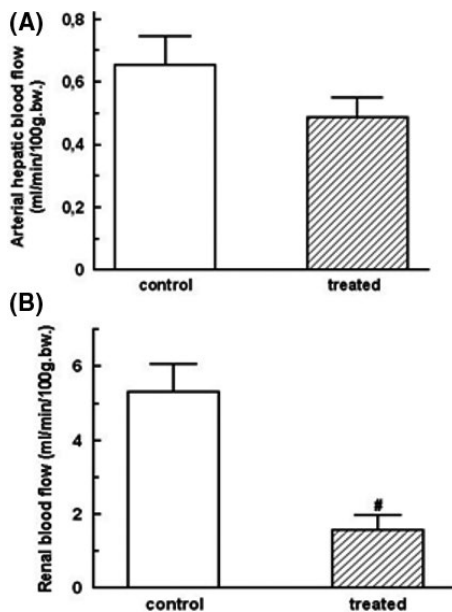 (A)
Arterial hepatic blood flow
(ml/min/100g.bw.)
0,8
0,6
0,4
0,2
0
control treated
(B)
Renal blood flow (ml/min/100g.bw.)
6
4
2
0
#
control treated